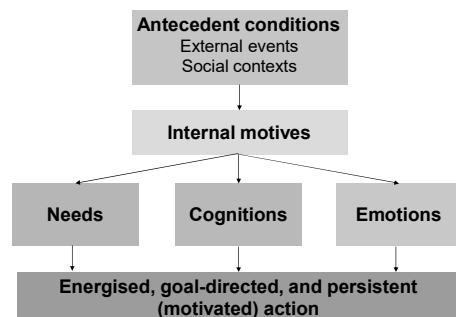 Antecedent conditions
External events
Social contexts
Internal motives
Needs
Cognitions
Emotions
Energised, goal-directed, and persistent
(motivated) action